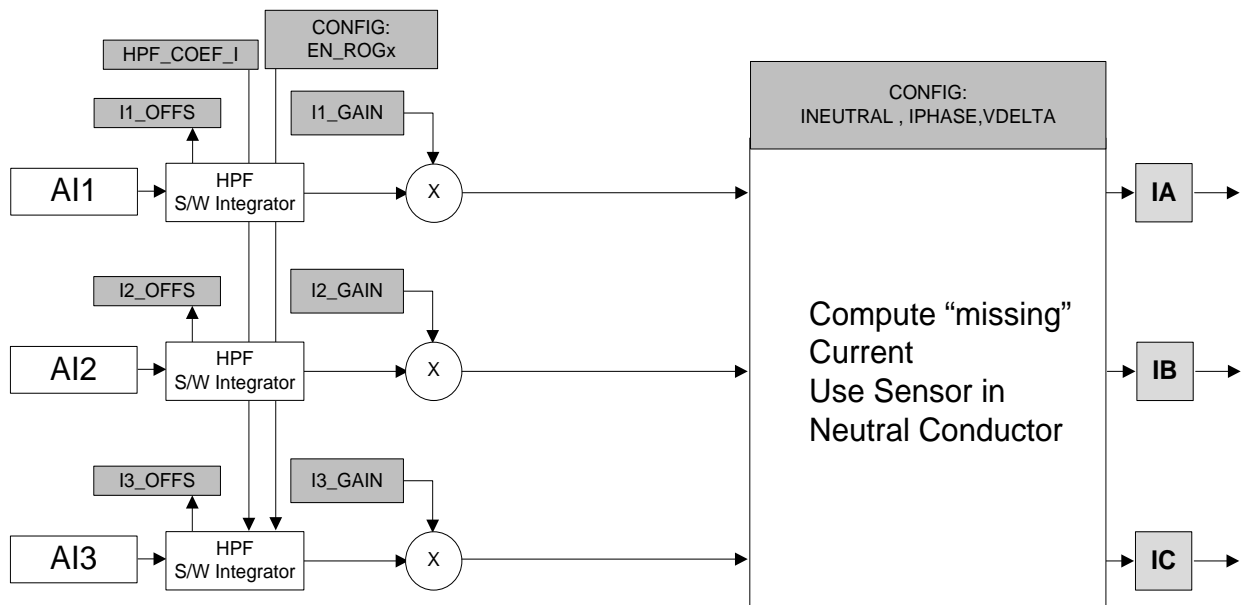 CONFIG:
EN_ROGx
HPF_COEF_I
CONFIG:
INEUTRAL , IPHASE,VDELTA
I1_OFFS
I1_GAIN
AI1
HPF
S/W Integrator
X
IA
I2_OFFS
I2_GAIN
AI2
HPF
S/W Integrator
X
Compute “missing”
Current
Use Sensor in
Neutral Conductor
IB
I3_OFFS
I3_GAIN
AI3
HPF
S/W Integrator
X
IC